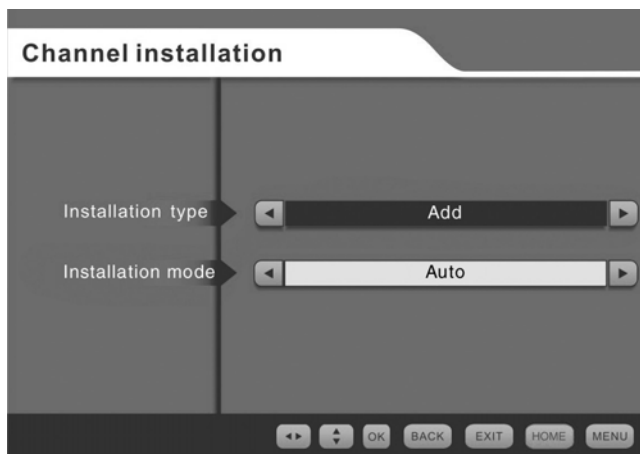 Channel installation
Installation type Add
Installation mode Auto
OK BACK EXIT HOME MENU